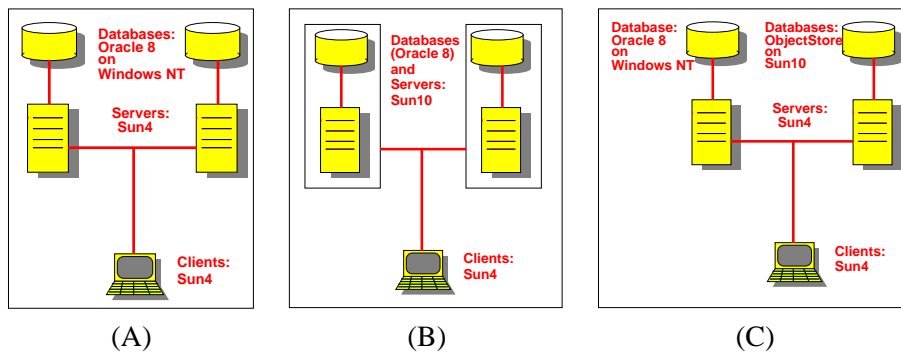 Databases:
Oracle 8
on
Windows NT
Servers:
Sun4
Clients:
Sun4
(A)
Databases
(Oracle 8)
and
Servers:
Sun10
Clients:
Sun4
(B)
Database:
Oracle 8
on
Windows NT
Databases:
ObjectStore
on
Sun10
Servers:
Sun4
Clients:
Sun4
(C)